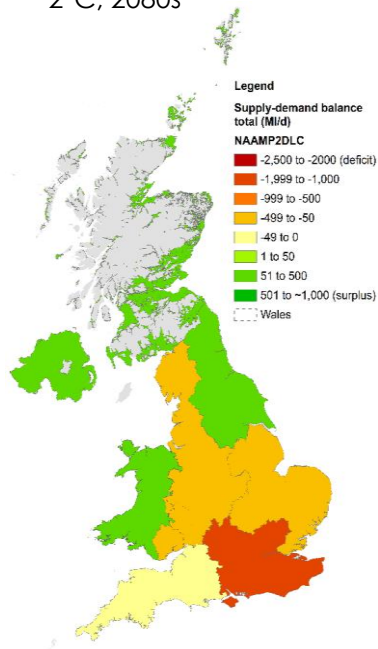 2°C, 2080s
Legend
Supply-demand balance
total (Ml/d)
NAAMP2DLC
-2,500 to -2000 (deficit)
-1,999 to -1,000
-999 to -500
-499 to -50
-49 to 0
1 to 50
51 to 500
501 to ~1,000 (surplus)
Wales